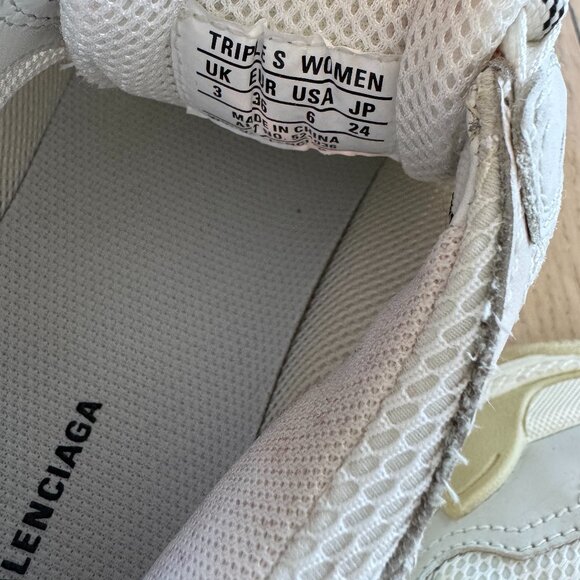 TRIPLE S WOMEN
UK EUR USA JP
3 36 6 24
MADE IN CHINA
LENCIAGA